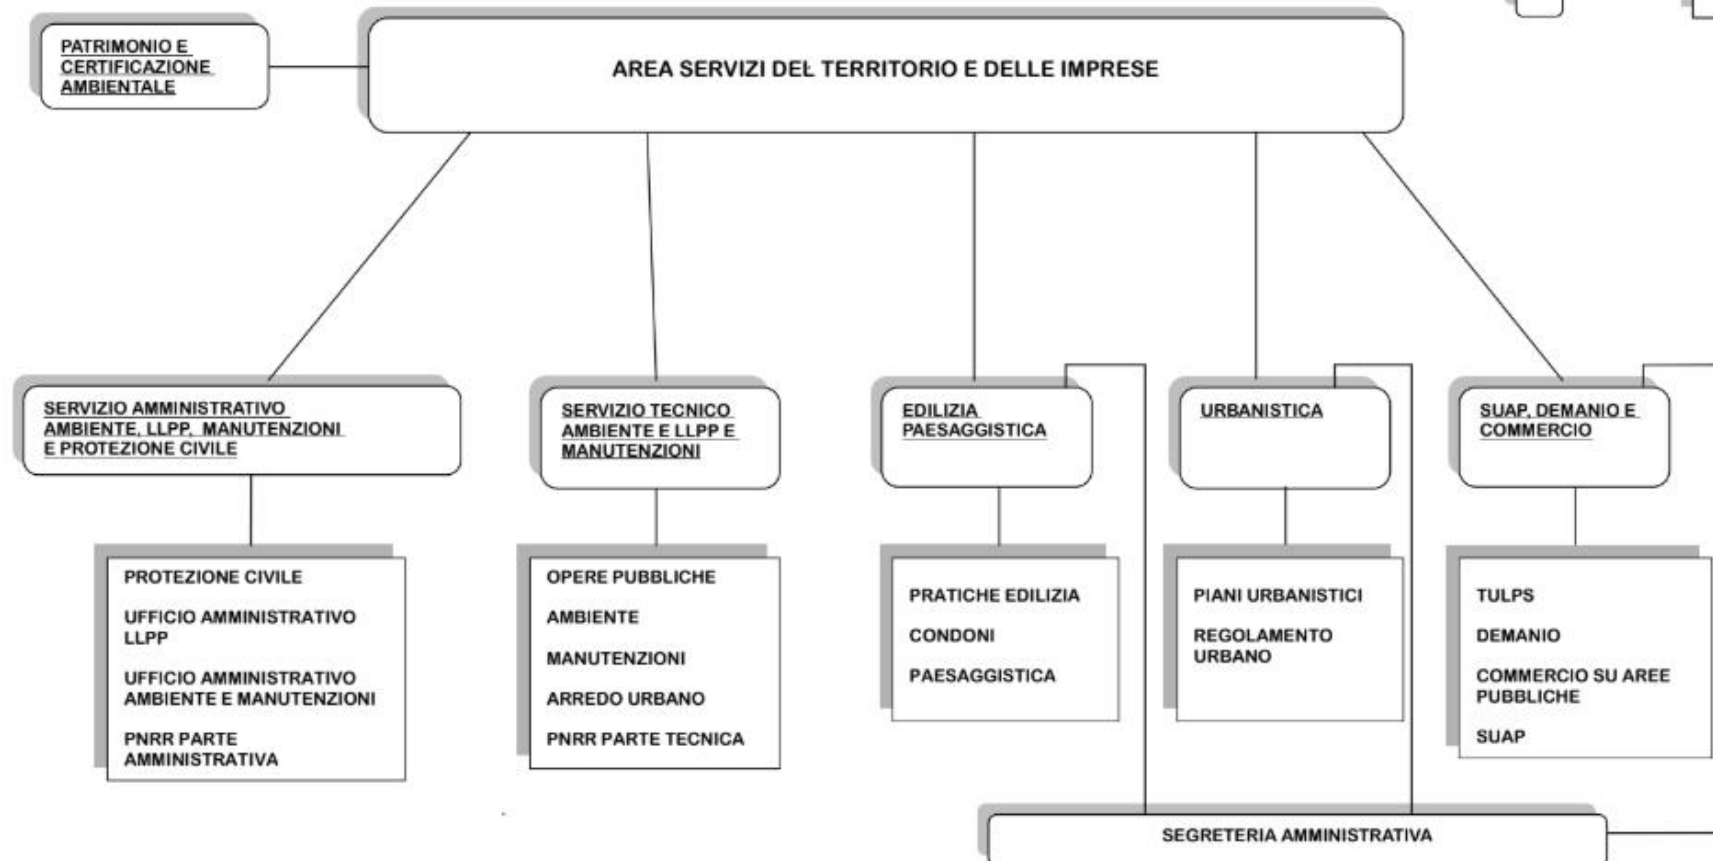 PATRIMONIO E
CERTIFICAZIONE
AMBIENTALE
AREA SERVIZI DEL TERRITORIO E DELLE IMPRESE
SERVIZIO AMMINISTRATIVO
AMBIENTE, LLPP, MANUTENZIONI
E PROTEZIONE CIVILE
SERVIZIO TECNICO
AMBIENTE E LLPP E
MANUTENZIONI
EDILIZIA
PAESAGGISTICA
URBANISTICA
SUAP, DEMANIO E
COMMERCIO
PROTEZIONE CIVILE
UFFICIO AMMINISTRATIVO
LLPP
UFFICIO AMMINISTRATIVO
AMBIENTE E MANUTENZIONI
PNRR PARTE
AMMINISTRATIVA
OPERE PUBBLICHE
AMBIENTE
MANUTENZIONI
ARREDO URBANO
PNRR PARTE TECNICA
PRATICHE EDILIZIA
CONDONI
PAESAGGISTICA
PIANI URBANISTICI
REGOLAMENTO
URBANO
TULPS
DEMANIO
COMMERCIO SU AREE
PUBBLICHE
SUAP
SEGRETERIA AMMINISTRATIVA